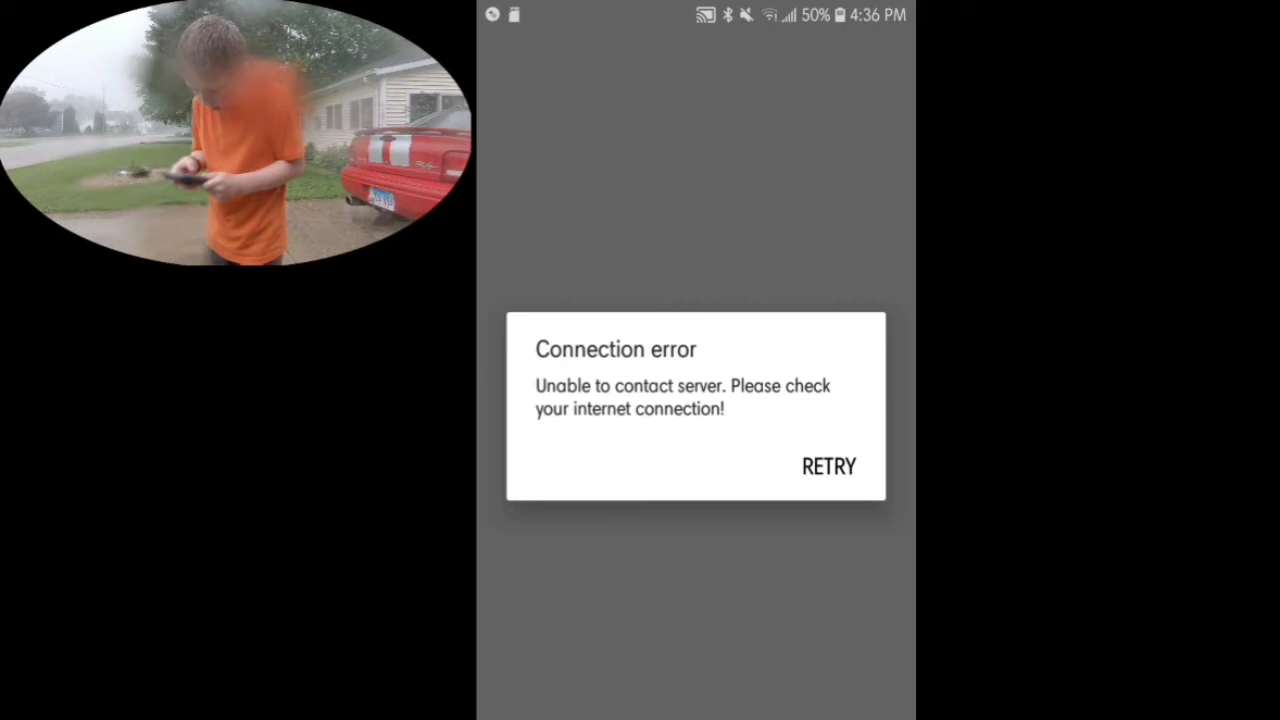 50% 4:36 PM
Connection error
Unable to contact server. Please check
your internet connection!
RETRY